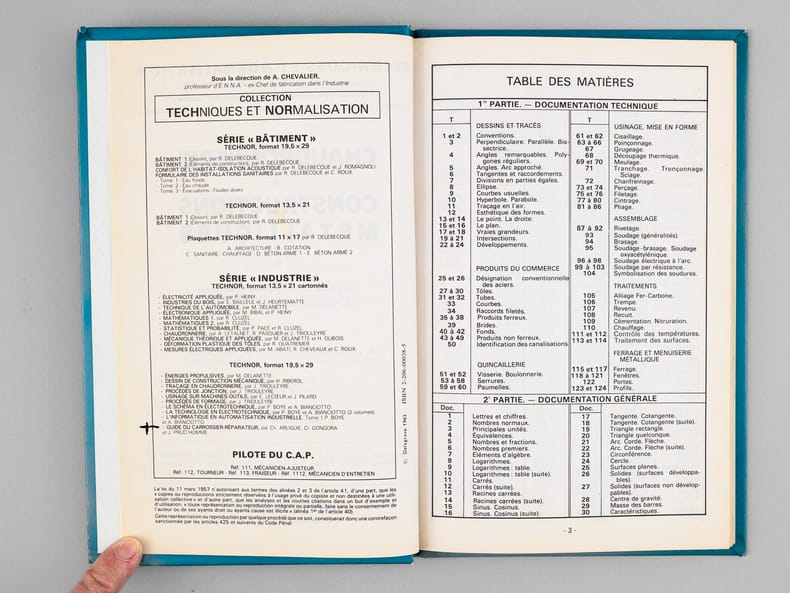 Sous la direction de A. CHEVALIER,
professeur d'E.N.N.A. - ex-Chef de fabrication dans l'Industrie
COLLECTION
TECHNIQUES ET NORMALISATION
SÉRIE « BÂTIMENT »
TECHNOR, format 19,5 × 29
BÂTIMENT 1 (Dessin), par R. DELEBECQUE
BÂTIMENT 2 (Éléments de construction), par R. DELEBECQUE
CONFORT DE L'HABITAT-ISOLATION ACOUSTIQUE par R. DELEBECQUE et J. ROMAGNOLI
FORMULAIRE DES INSTALLATIONS SANITAIRES par R. DELEBECQUE et C. ROUX
- Tome 1 - Eau froide
- Tome 2 - Eau chaude
- Tome 3 - Évacuations - Fluides divers
TECHNOR, format 13,5 × 21
BÂTIMENT 1 (Dessin), par R. DELEBECQUE
BÂTIMENT 2 (Éléments de construction), par R. DELEBECQUE
Plaquettes TECHNOR, format 11 × 17 par R. DELEBECQUE
A. ARCHITECTURE - B. COTATION
C. SANITAIRE - CHAUFFAGE - D. BÉTON ARMÉ 1 - E. BÉTON ARMÉ 2
SÉRIE « INDUSTRIE »
TECHNOR, format 13,5 × 21 cartonnés
- ÉLECTRICITÉ APPLIQUÉE, par P. HEINY
- INDUSTRIES DU BOIS, par E. BAILLEUL et J. HEURTEMATTE
- TECHNIQUE DE L'AUTOMOBILE, par M. DELANETTE
- ÉLECTRONIQUE APPLIQUÉE, par M. BIBAL et P. HEINY
- MATHÉMATIQUES 1, par R. CLUZEL
- MATHÉMATIQUES 2, par R. CLUZEL
- STATISTIQUE ET PROBABILITÉ, par P. PACE et R. CLUZEL
- CHAUDRONNERIE, par A. LETALNET, R. PASQUIER et J. TRIOULEYRE
- MÉCANIQUE THÉORIQUE ET APPLIQUÉE, par M. DELANETTE et H. DUBOIS
- DÉFORMATION PLASTIQUE DES TÔLES, par R. QUATREMER
- MESURES ÉLECTRIQUES APPLIQUÉES, par M. ABATI, R. CHEVEAUX et C. ROUX
TECHNOR, format 19,5 × 29
- ÉNERGIES PROPULSIVES, par M. DELANETTE
- DESSIN DE CONSTRUCTION MÉCANIQUE, par H. RIBEROL
- TRAÇAGE EN CHAUDRONNERIE, par J. TRIOULEYRE
- PROCÉDÉS DE JONCTION, par J. TRIOULEYRE
- USINAGE SUR MACHINES-OUTILS, par E. LECŒUR et J. PILARD
- PROCÉDÉS DE FORMAGE, par J. TRIOULEYRE
- LE SCHÉMA EN ÉLECTROTECHNIQUE, par P. BOYE et A. BIANCIOTTO
- LA TECHNOLOGIE EN ÉLECTROTECHNIQUE, par P. BOYE et A. BIANCIOTTO (2 volumes)
- L'INFORMATIQUE EN AUTOMATISATION INDUSTRIELLE. Tome 1 P. BOYE
et A. BIANCIOTTO
- GUIDE DU CARROSSIER-RÉPARATEUR, par Ch. ARLIGUE, C. GONGORA
et J. PRUD'HOMME
PILOTE DU C.A.P.
Réf. 111, MÉCANICIEN-AJUSTEUR
Réf. 112, TOURNEUR - Réf. 113, FRAISEUR - Réf. 1112, MÉCANICIEN D'ENTRETIEN
La loi du 11 mars 1957 n'autorisant aux termes des alinéas 2 et 3 de l'article 41, d'une part, que les
« copies ou reproductions strictement réservées à l'usage privé du copiste et non destinées à une utili-
sation collective » et d'autre part, que les analyses et les courtes citations dans un but d'exemple et
d'utilisation, « toute représentation ou reproduction intégrale ou partielle, faite sans le consentement de
l'auteur ou de ses ayants droit ou ayants cause est illicite » (alinéa 1er de l'article 40).
Cette représentation ou reproduction par quelque procédé que ce soit, constituerait donc une contrefaçon
sanctionnée par les articles 425 et suivants du Code Pénal.
© Delagrave 1983 ISBN 2-206-00038-5
TABLE DES MATIÈRES
1re PARTIE. — DOCUMENTATION TECHNIQUE
T
DESSINS ET TRACÉS
1 et 2 Conventions.
3 Perpendiculaire. Parallèle. Bis-
sectrice.
4 Angles remarquables. Poly-
gones réguliers.
5 Angles. Arc approché.
6 Tangentes et raccordements.
7 Divisions en parties égales.
8 Ellipse.
9 Courbes usuelles.
10 Hyperbole. Parabole.
11 Traçage en l'air.
12 Esthétique des formes.
13 et 14 Le point. La droite.
15 et 16 Le plan.
17 et 18 Vraies grandeurs.
19 à 21 Intersections.
22 à 24 Développements.
PRODUITS DU COMMERCE
25 et 26 Désignation conventionnelle
des aciers.
27 à 30 Tôles.
31 et 32 Tubes.
33 Courbes.
34 Raccords filetés.
35 à 38 Produits ferreux.
39 Brides.
40 à 42 Fonds.
43 à 49 Produits non ferreux.
50 Identification des canalisations.
QUINCAILLERIE
51 et 52 Visserie. Boulonnerie.
53 à 58 Serrures.
59 et 60 Paumelles.
T
USINAGE, MISE EN FORME
61 et 62 Cisaillage.
63 à 66 Poinçonnage.
67 Grugeage.
68 Découpage thermique.
69 et 70 Meulage.
71 Tranchage. Tronçonnage
Sciage.
72 Chanfreinage.
73 et 74 Perçage.
75 et 76 Filetage.
77 à 80 Cintrage.
81 à 86 Pliage.
ASSEMBLAGE
87 à 92 Rivetage.
93 Soudage (généralités).
94 Brasage.
95 Soudage - brasage. Soudage
oxyacétylénique.
96 à 98 Soudage électrique à l'arc.
99 à 103 Soudage par résistance.
104 Symbolisation des soudures.
TRAITEMENTS
105 Alliage Fer-Carbone.
106 Trempe.
107 Revenu.
108 Recuit.
109 Cémentation. Nitruration.
110 Chauffage.
111 et 112 Contrôle des températures.
113 et 114 Traitement des surfaces.
FERRAGE ET MENUISERIE
MÉTALLIQUE
115 à 117 Ferrage.
118 à 121 Fenêtres.
122 Portes.
123 et 124 Profils.
2e PARTIE. — DOCUMENTATION GÉNÉRALE
Doc.
1 Lettres et chiffres.
2 Nombres normaux.
3 Principales unités.
4 Équivalences.
5 Nombres et fractions.
6 Nombres premiers.
7 Éléments d'algèbre.
8 Logarithmes.
9 Logarithmes : table.
10 Logarithmes : table (suite).
11 Carrés.
12 Carrés (suite).
13 Racines carrées.
14 Racines carrées (suite).
15 Sinus. Cosinus.
16 Sinus. Cosinus (suite).
Doc.
17 Tangente. Cotangente.
18 Tangente. Cotangente (suite).
19 Triangle rectangle.
20 Triangle quelconque.
21 Arc. Corde. Flèche.
22 Arc. Corde. Flèche (suite).
23 Circonférence.
24 Cercle.
25 Surfaces planes.
26 Solides (surfaces développa-
bles).
27 Solides (surfaces non dévelop-
pables).
28 Centre de gravité.
29 Masse des barres.
30 Caractéristiques.
- 3 -